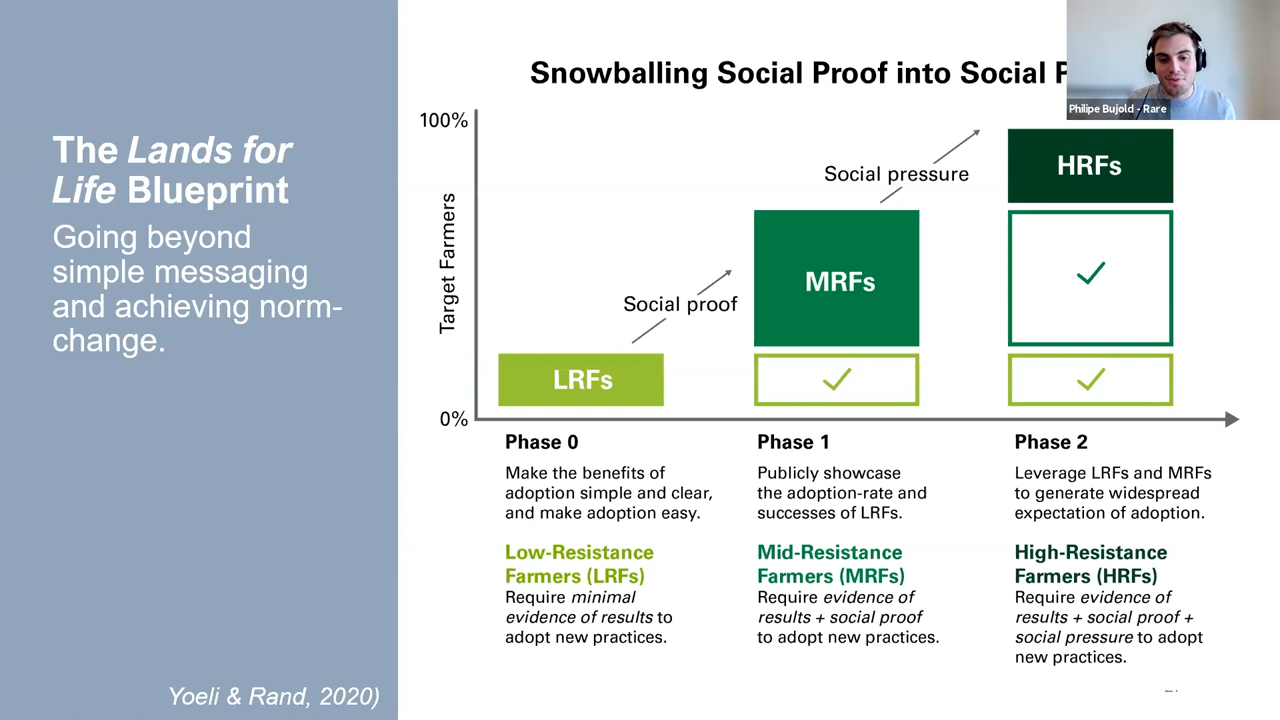 The Lands for
Life Blueprint
Going beyond
simple messaging
and achieving norm-
change.
Yoeli & Rand, 2020)
Snowballing Social Proof into Social
Philipe Bujold - Rare
100%
Target Farmers
0%
LRFs
Social proof
MRFs
Social pressure
HRFs
Phase 0
Make the benefits of
adoption simple and clear,
and make adoption easy.
Low-Resistance
Farmers (LRFs)
Require minimal
evidence of results to
adopt new practices.
Phase 1
Publicly showcase
the adoption-rate and
successes of LRFs.
Mid-Resistance
Farmers (MRFs)
Require evidence of
results + social proof
to adopt new practices.
Phase 2
Leverage LRFs and MRFs
to generate widespread
expectation of adoption.
High-Resistance
Farmers (HRFs)
Require evidence of
results + social proof +
social pressure to adopt
new practices.